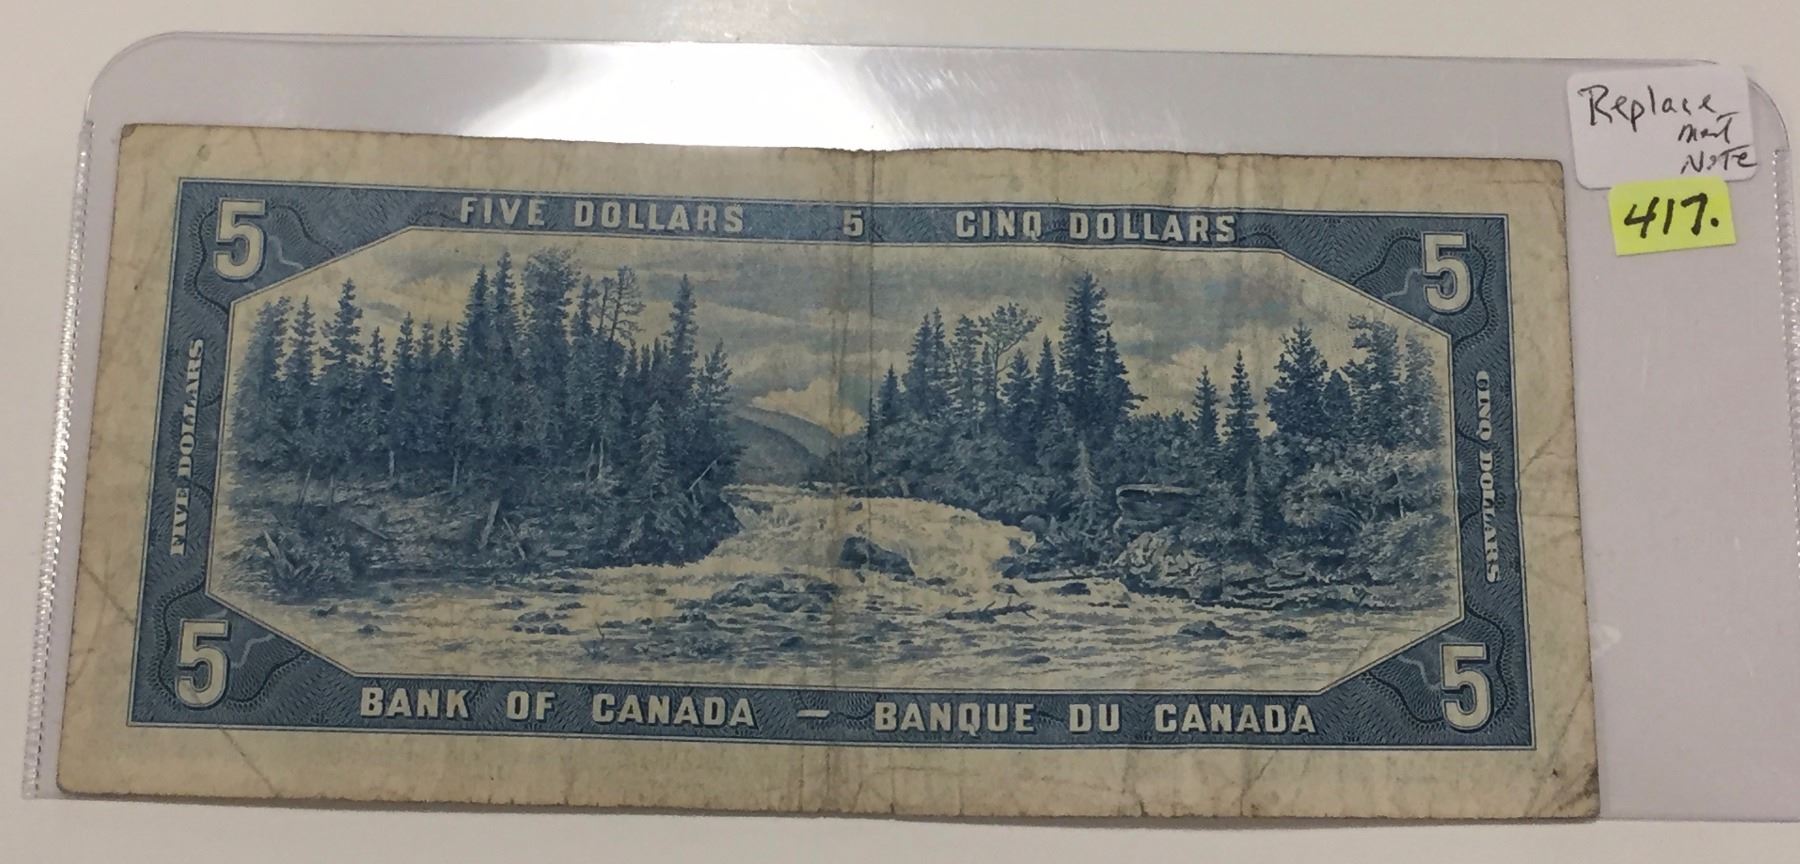 Replace
ment
Note
417.
5 FIVE DOLLARS 5 CINQ DOLLARS 5
FIVE DOLLARS
CINQ DOLLARS
5 BANK OF CANADA – BANQUE DU CANADA 5